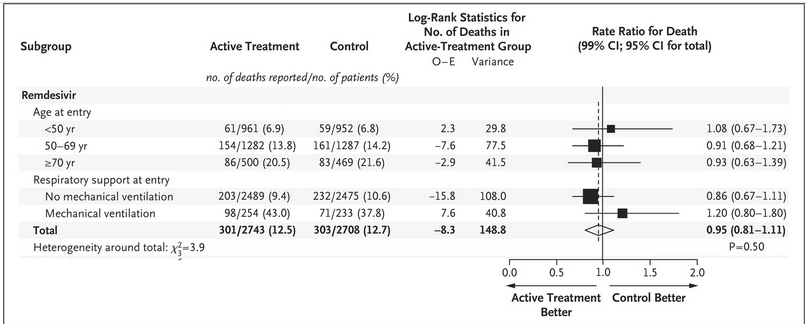 Subgroup Active Treatment Control Log-Rank Statistics for No. of Deaths in Active-Treatment Group Rate Ratio for Death (99% CI; 95% CI for total)
O–E Variance
no. of deaths reported/no. of patients (%)
Remdesivir
Age at entry
<50 yr 61/961 (6.9) 59/952 (6.8) 2.3 29.8 1.08 (0.67–1.73)
50–69 yr 154/1282 (13.8) 161/1287 (14.2) −7.6 77.5 0.91 (0.68–1.21)
≥70 yr 86/500 (20.5) 83/469 (21.6) −2.9 41.5 0.93 (0.63–1.39)
Respiratory support at entry
No mechanical ventilation 203/2489 (9.4) 232/2475 (10.6) −15.8 108.0 0.86 (0.67–1.11)
Mechanical ventilation 98/254 (43.0) 71/233 (37.8) 7.6 40.8 1.20 (0.80–1.80)
Total 301/2743 (12.5) 303/2708 (12.7) −8.3 148.8 0.95 (0.81–1.11)
Heterogeneity around total: χ²₃=3.9 P=0.50
0.0 0.5 1.0 1.5 2.0
Active Treatment Better Control Better